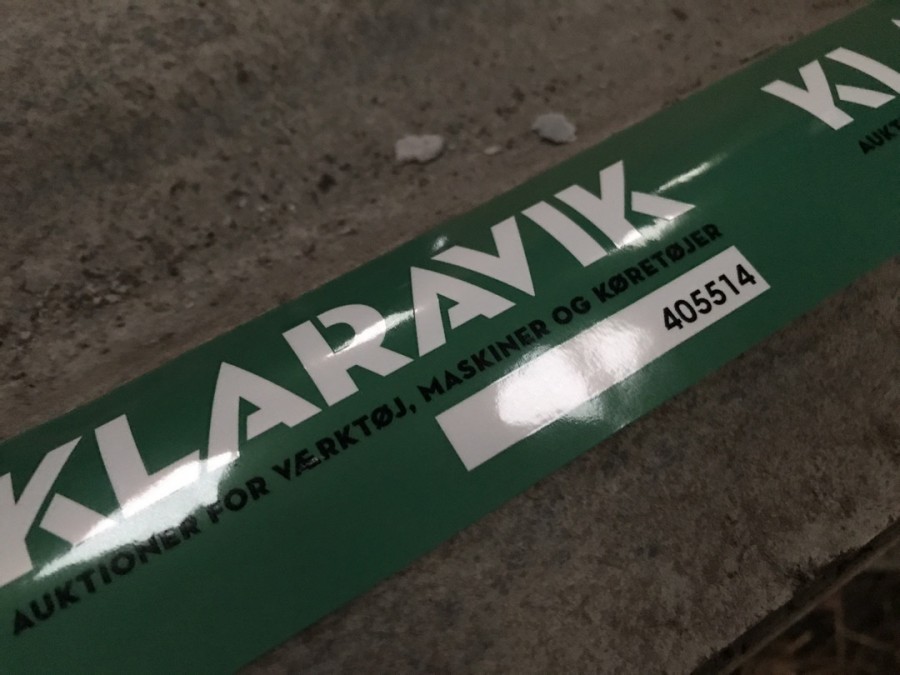 KLARAVIK
AUKTIONER FOR VÆRKTØJ, MASKINER OG KØRETØJER
405514